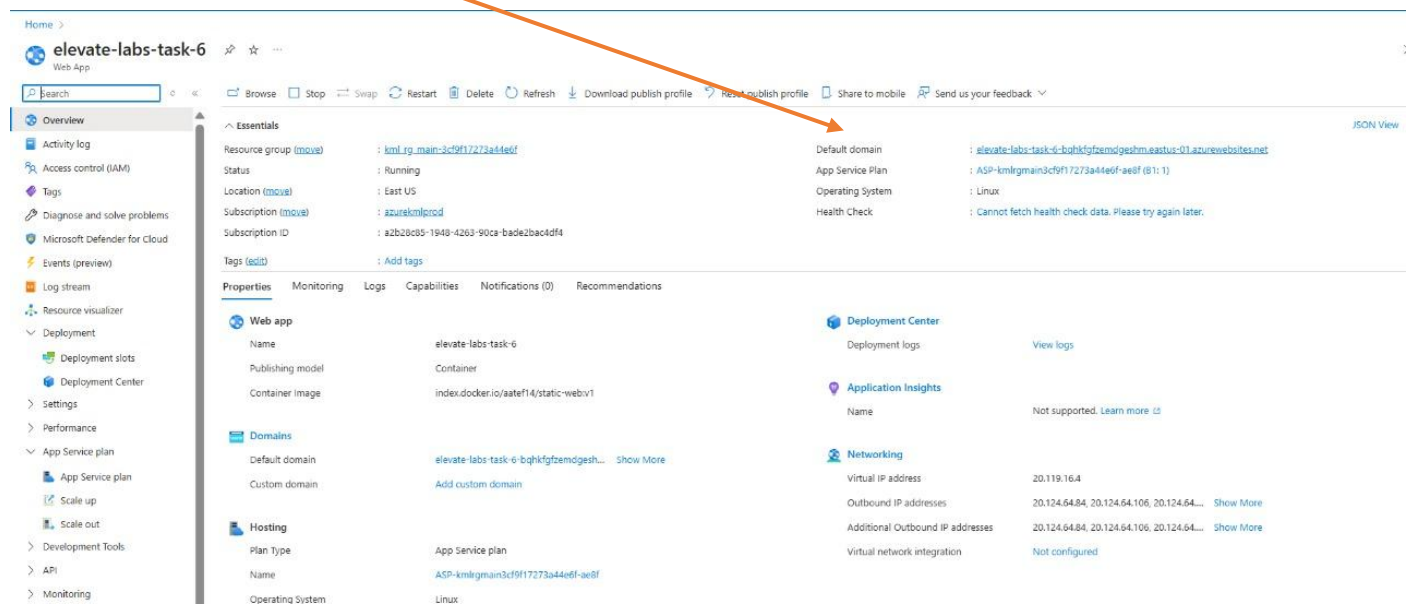 Home >
elevate-labs-task-6
Web App
Search
Browse Stop Swap Restart Delete Refresh Download publish profile Reset publish profile Share to mobile Send us your feedback
Overview
Activity log
Access control (IAM)
Tags
Diagnose and solve problems
Microsoft Defender for Cloud
Events (preview)
Log stream
Resource visualizer
Deployment
Deployment slots
Deployment Center
Settings
Performance
App Service plan
App Service plan
Scale up
Scale out
Development Tools
API
Monitoring
Essentials
JSON View
Resource group (move) : kml_rg_main-3cf9f17273a44e6f
Status : Running
Location (move) : East US
Subscription (move) : azurekmlprod
Subscription ID : a2b28c85-1948-4263-90ca-bade2bac4df4
Tags (edit) : Add tags
Default domain : elevate-labs-task-6-bqhkfgfzemdgeshm.eastus-01.azurewebsites.net
App Service Plan : ASP-kmlrgmain3cf9f17273a44e6f-ae8f (B1: 1)
Operating System : Linux
Health Check : Cannot fetch health check data. Please try again later.
Properties Monitoring Logs Capabilities Notifications (0) Recommendations
Web app
Name elevate-labs-task-6
Publishing model Container
Container Image index.docker.io/aatef14/static-web:v1
Domains
Default domain elevate-labs-task-6-bqhkfgfzemdgesh... Show More
Custom domain Add custom domain
Hosting
Plan Type App Service plan
Name ASP-kmlrgmain3cf9f17273a44e6f-ae8f
Operating System Linux
Deployment Center
Deployment logs View logs
Application Insights
Name Not supported. Learn more
Networking
Virtual IP address 20.119.16.4
Outbound IP addresses 20.124.64.84, 20.124.64.106, 20.124.64.... Show More
Additional Outbound IP addresses 20.124.64.84, 20.124.64.106, 20.124.64.... Show More
Virtual network integration Not configured